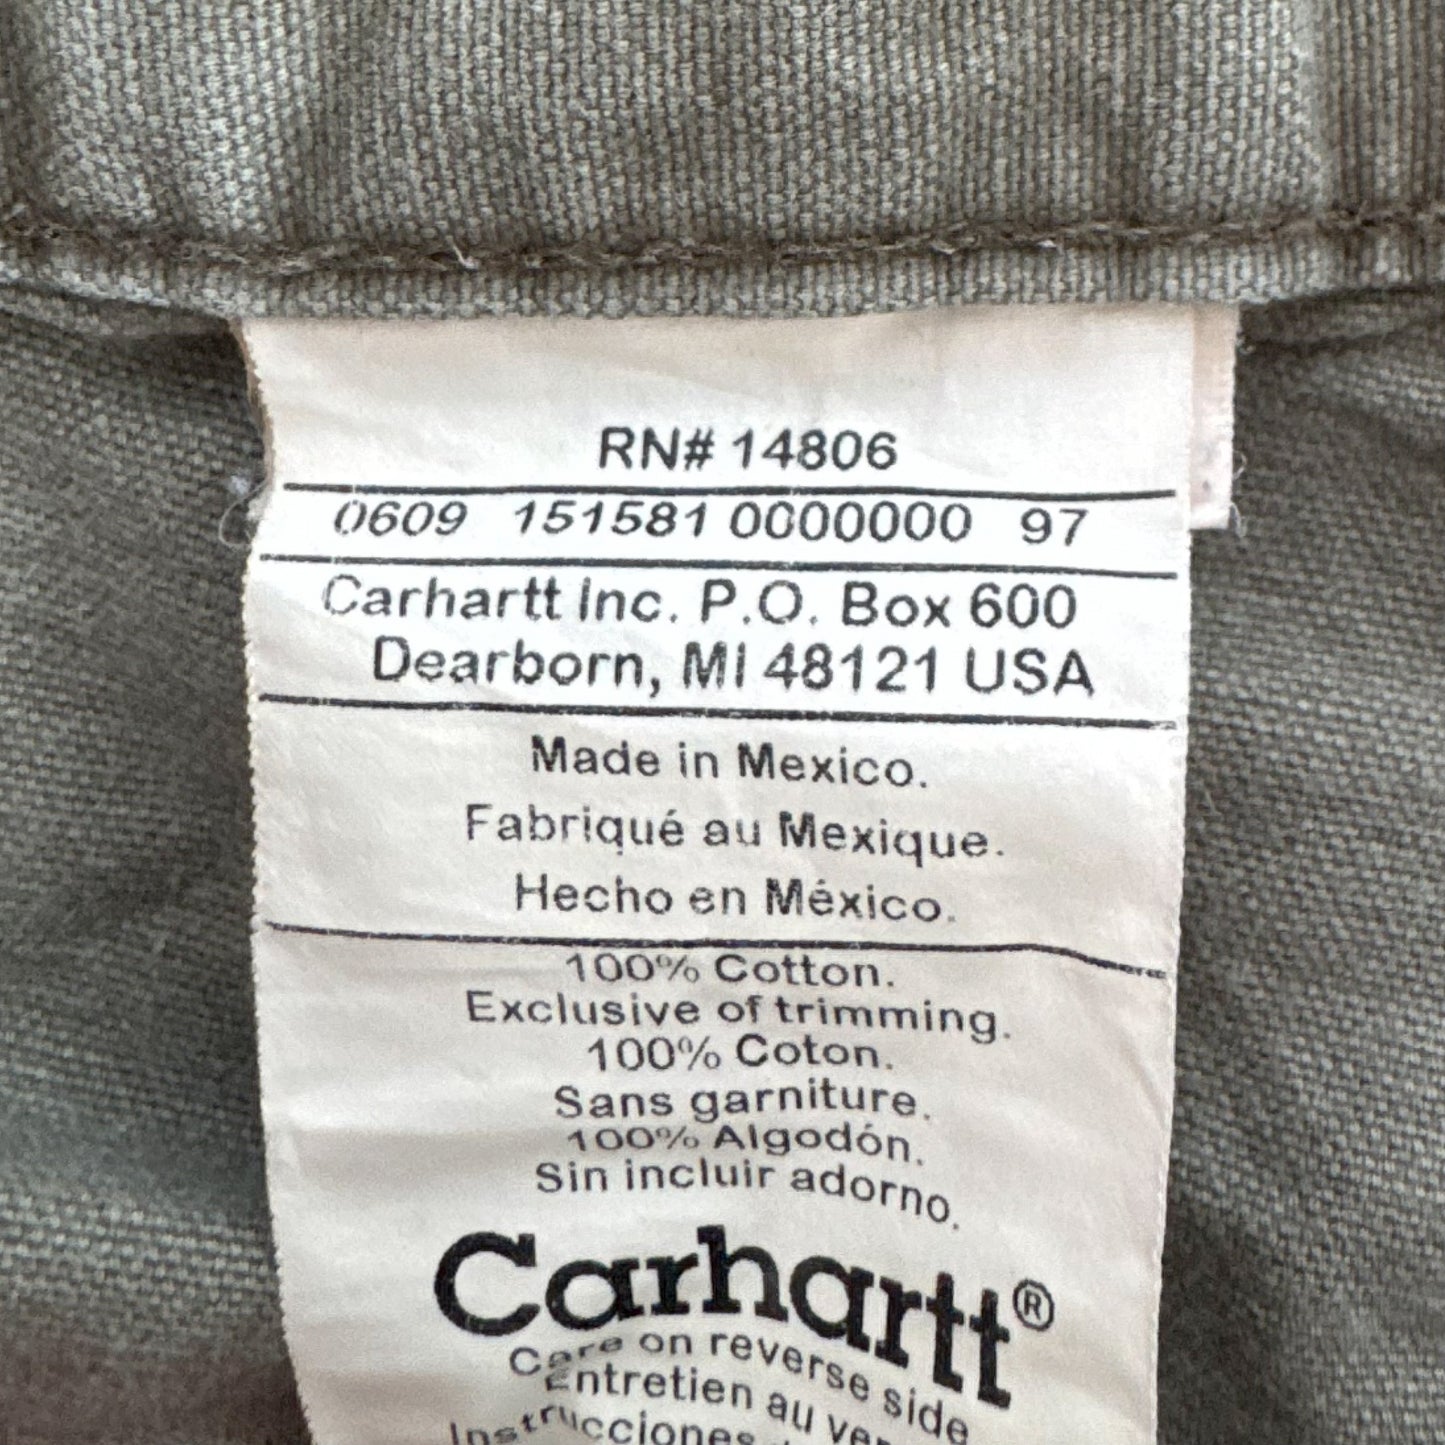 RN# 14806
0609 151581 0000000 97
Carhartt Inc. P.O. Box 600
Dearborn, MI 48121 USA
Made in Mexico.
Fabriqué au Mexique.
Hecho en México.
100% Cotton.
Exclusive of trimming.
100% Coton.
Sans garniture.
100% Algodón.
Sin incluir adorno.
Carhartt®
Care on reverse side
Entretien au
Instrucciones